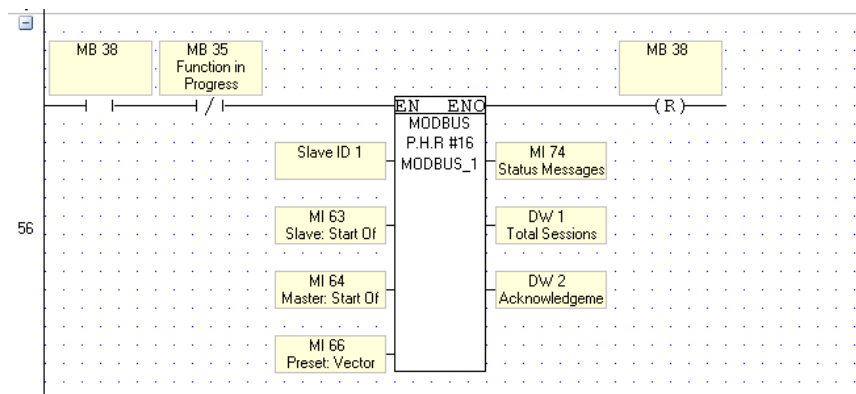 MB 38
MB 35
Function in
Progress
MB 38
( R )
EN ENO
MODBUS
P.H.R #16
MODBUS_1
Slave ID 1
MI 74
Status Messages
56
MI 63
Slave: Start Of
DW 1
Total Sessions
MI 64
Master: Start Of
DW 2
Acknowledgeme
MI 66
Preset: Vector